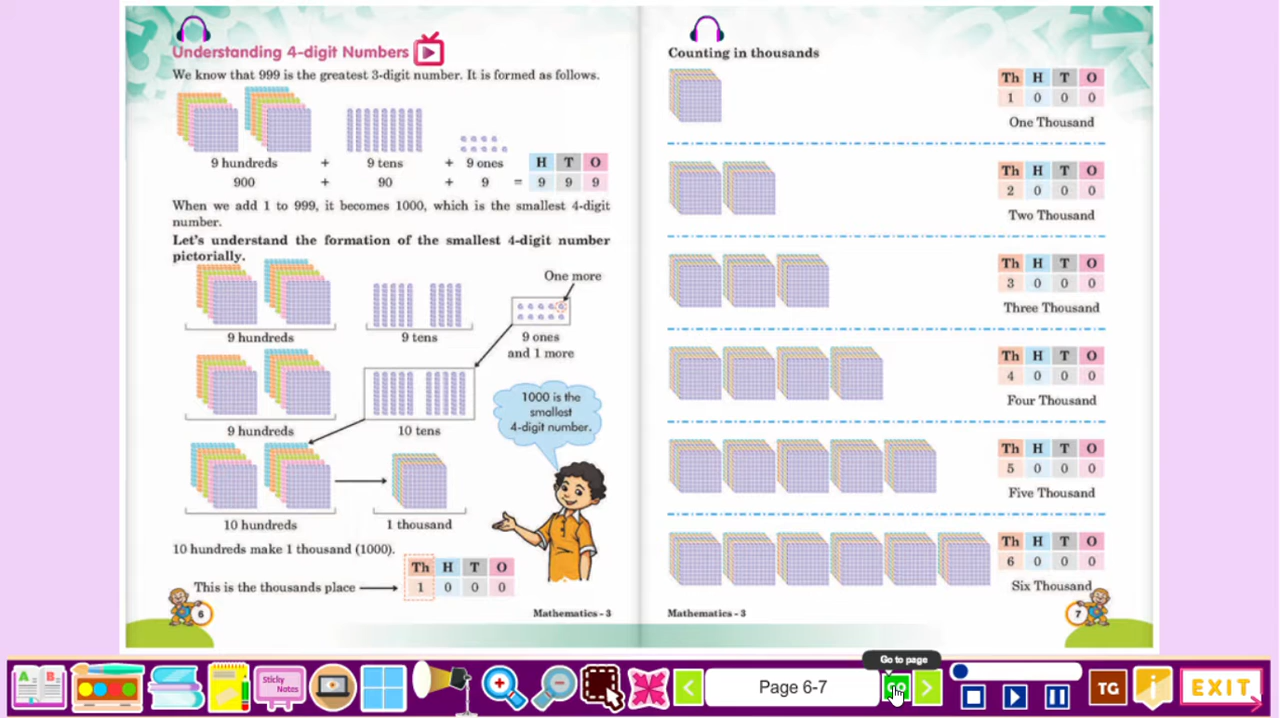 Understanding 4-digit Numbers
We know that 999 is the greatest 3-digit number. It is formed as follows.
9 hundreds + 9 tens + 9 ones H T O
900 + 90 + 9 = 9 9 9
When we add 1 to 999, it becomes 1000, which is the smallest 4-digit
number.
Let's understand the formation of the smallest 4-digit number
pictorially.
One more
9 hundreds 9 tens 9 ones
and 1 more
9 hundreds 10 tens
1000 is the
smallest
4-digit number.
10 hundreds 1 thousand
10 hundreds make 1 thousand (1000).
Th H T O
This is the thousands place 1 0 0 0
6
Mathematics - 3
Counting in thousands
Th H T O
1 0 0 0
One Thousand
Th H T O
2 0 0 0
Two Thousand
Th H T O
3 0 0 0
Three Thousand
Th H T O
4 0 0 0
Four Thousand
Th H T O
5 0 0 0
Five Thousand
Th H T O
6 0 0 0
Six Thousand
Mathematics - 3
7
Go to page
A B
Sticky
Notes
Page 6-7
TG
EXIT